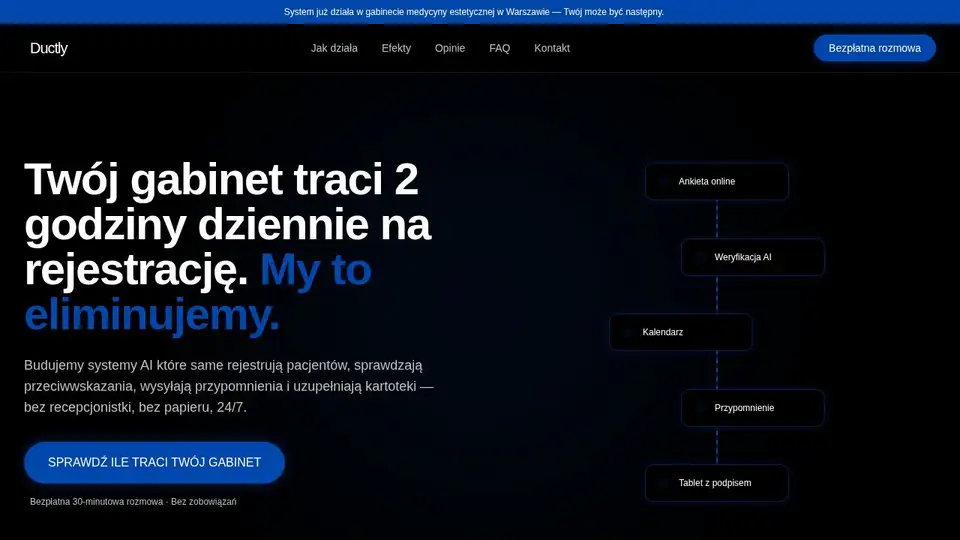 System już działa w gabinecie medycyny estetycznej w Warszawie — Twój może być następny.
Ductly
Jak działa
Efekty
Opinie
FAQ
Kontakt
Bezpłatna rozmowa
Twój gabinet traci 2
godziny dziennie na
rejestrację. My to
eliminujemy.
Budujemy systemy AI które same rejestrują pacjentów, sprawdzają
przeciwwskazania, wysyłają przypomnienia i uzupełniają kartoteki —
bez recepcjonistki, bez papieru, 24/7.
SPRAWDŹ ILE TRACI TWÓJ GABINET
Bezpłatna 30-minutowa rozmowa · Bez zobowiązań
Ankieta online
Weryfikacja AI
Kalendarz
Przypomnienie
Tablet z podpisem